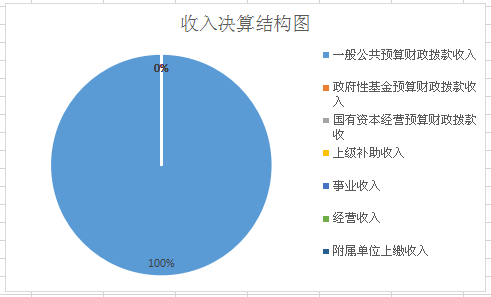 收入决算结构图
0%
100%
一般公共预算财政拨款收入
政府性基金预算财政拨款收
入
国有资本经营预算财政拨款
收
上级补助收入
事业收入
经营收入
附属单位上缴收入